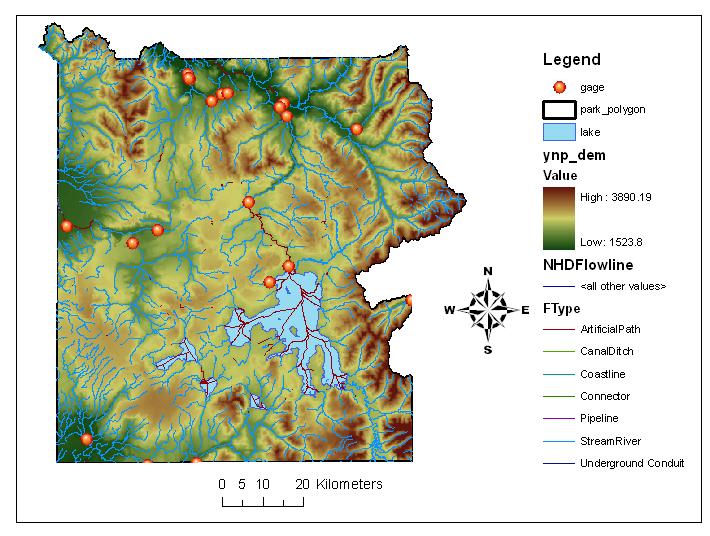 Legend
gage
park_polygon
lake
ynp_dem
Value
High : 3890.19
Low : 1523.8
NHDFlowline
<all other values>
FType
ArtificialPath
CanalDitch
Coastline
Connector
Pipeline
StreamRiver
Underground Conduit
N
W E
S
0 5 10 20 Kilometers